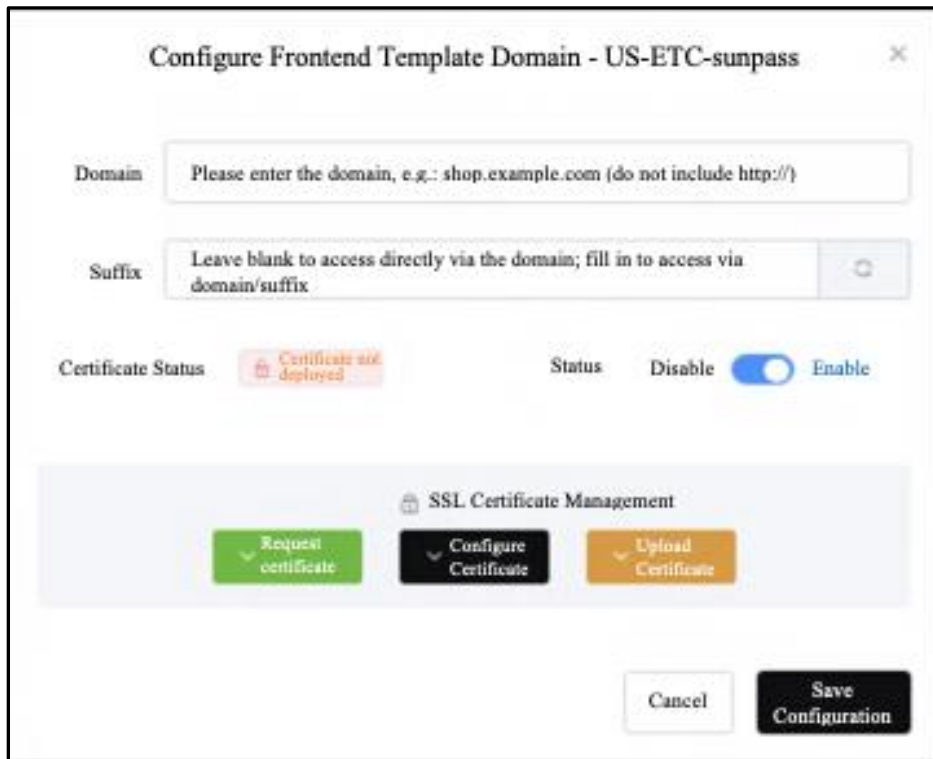 Configure Frontend Template Domain - US-ETC-sunpass
Domain
Please enter the domain, e.g.: shop.example.com (do not include http://)
Suffix
Leave blank to access directly via the domain; fill in to access via
domain/suffix
Certificate Status
Certificate not
deployed
Status
Disable
Enable
SSL Certificate Management
Request
certificate
Configure
Certificate
Upload
Certificate
Cancel
Save
Configuration